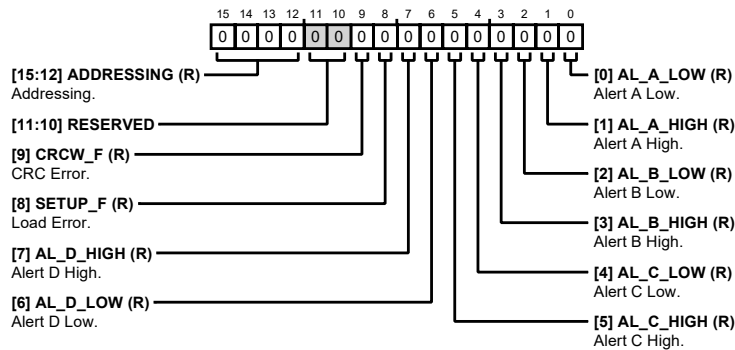 15 14 13 12 11 10 9 8 7 6 5 4 3 2 1 0
0 0 0 0 0 0 0 0 0 0 0 0 0 0 0 0
[15:12] ADDRESSING (R)
Addressing.
[11:10] RESERVED
[9] CRCW_F (R)
CRC Error.
[8] SETUP_F (R)
Load Error.
[7] AL_D_HIGH (R)
Alert D High.
[6] AL_D_LOW (R)
Alert D Low.
[0] AL_A_LOW (R)
Alert A Low.
[1] AL_A_HIGH (R)
Alert A High.
[2] AL_B_LOW (R)
Alert B Low.
[3] AL_B_HIGH (R)
Alert B High.
[4] AL_C_LOW (R)
Alert C Low.
[5] AL_C_HIGH (R)
Alert C High.